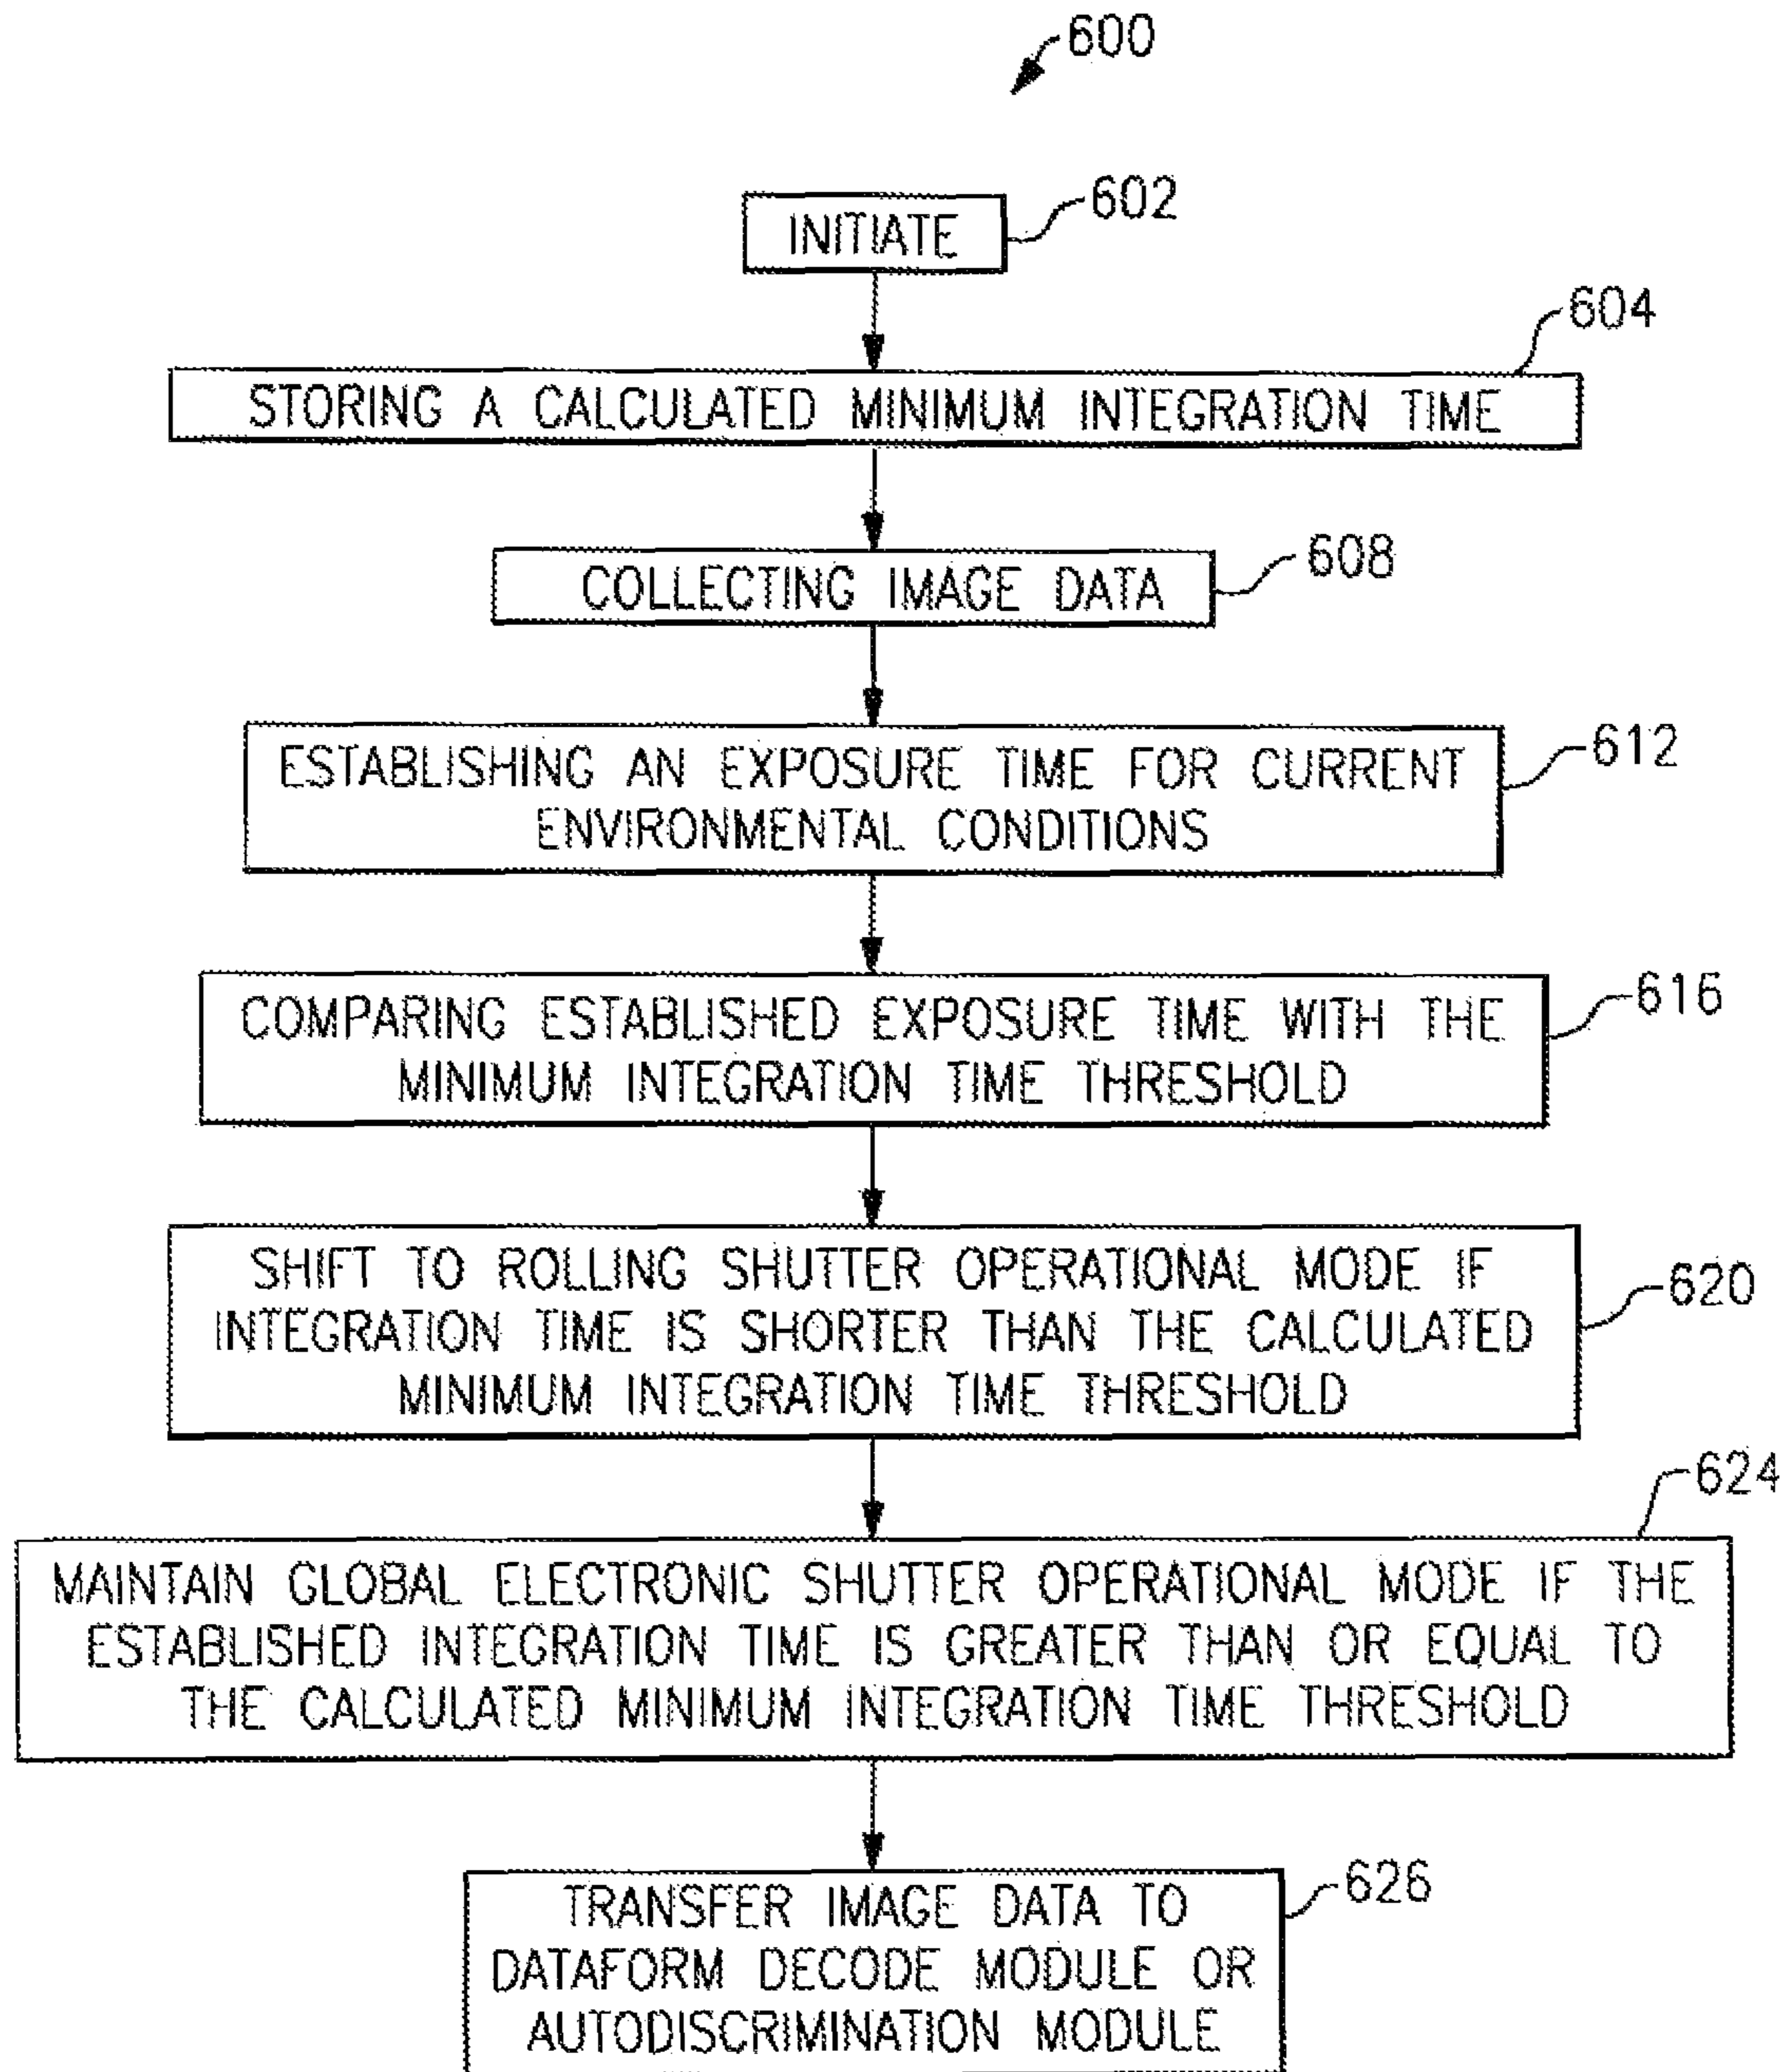 600
INITIATE
602
604
STORING A CALCULATED MINIMUM INTEGRATION TIME
COLLECTING IMAGE DATA
608
ESTABLISHING AN EXPOSURE TIME FOR CURRENT
ENVIRONMENTAL CONDITIONS
612
COMPARING ESTABLISHED EXPOSURE TIME WITH THE
MINIMUM INTEGRATION TIME THRESHOLD
616
SHIFT TO ROLLING SHUTTER OPERATIONAL MODE IF
INTEGRATION TIME IS SHORTER THAN THE CALCULATED
MINIMUM INTEGRATION TIME THRESHOLD
620
624
MAINTAIN GLOBAL ELECTRONIC SHUTTER OPERATIONAL MODE IF THE
ESTABLISHED INTEGRATION TIME IS GREATER THAN OR EQUAL TO
THE CALCULATED MINIMUM INTEGRATION TIME THRESHOLD
TRANSFER IMAGE DATA TO
DATAFORM DECODE MODULE OR
AUTODISCRIMINATION MODULE
626